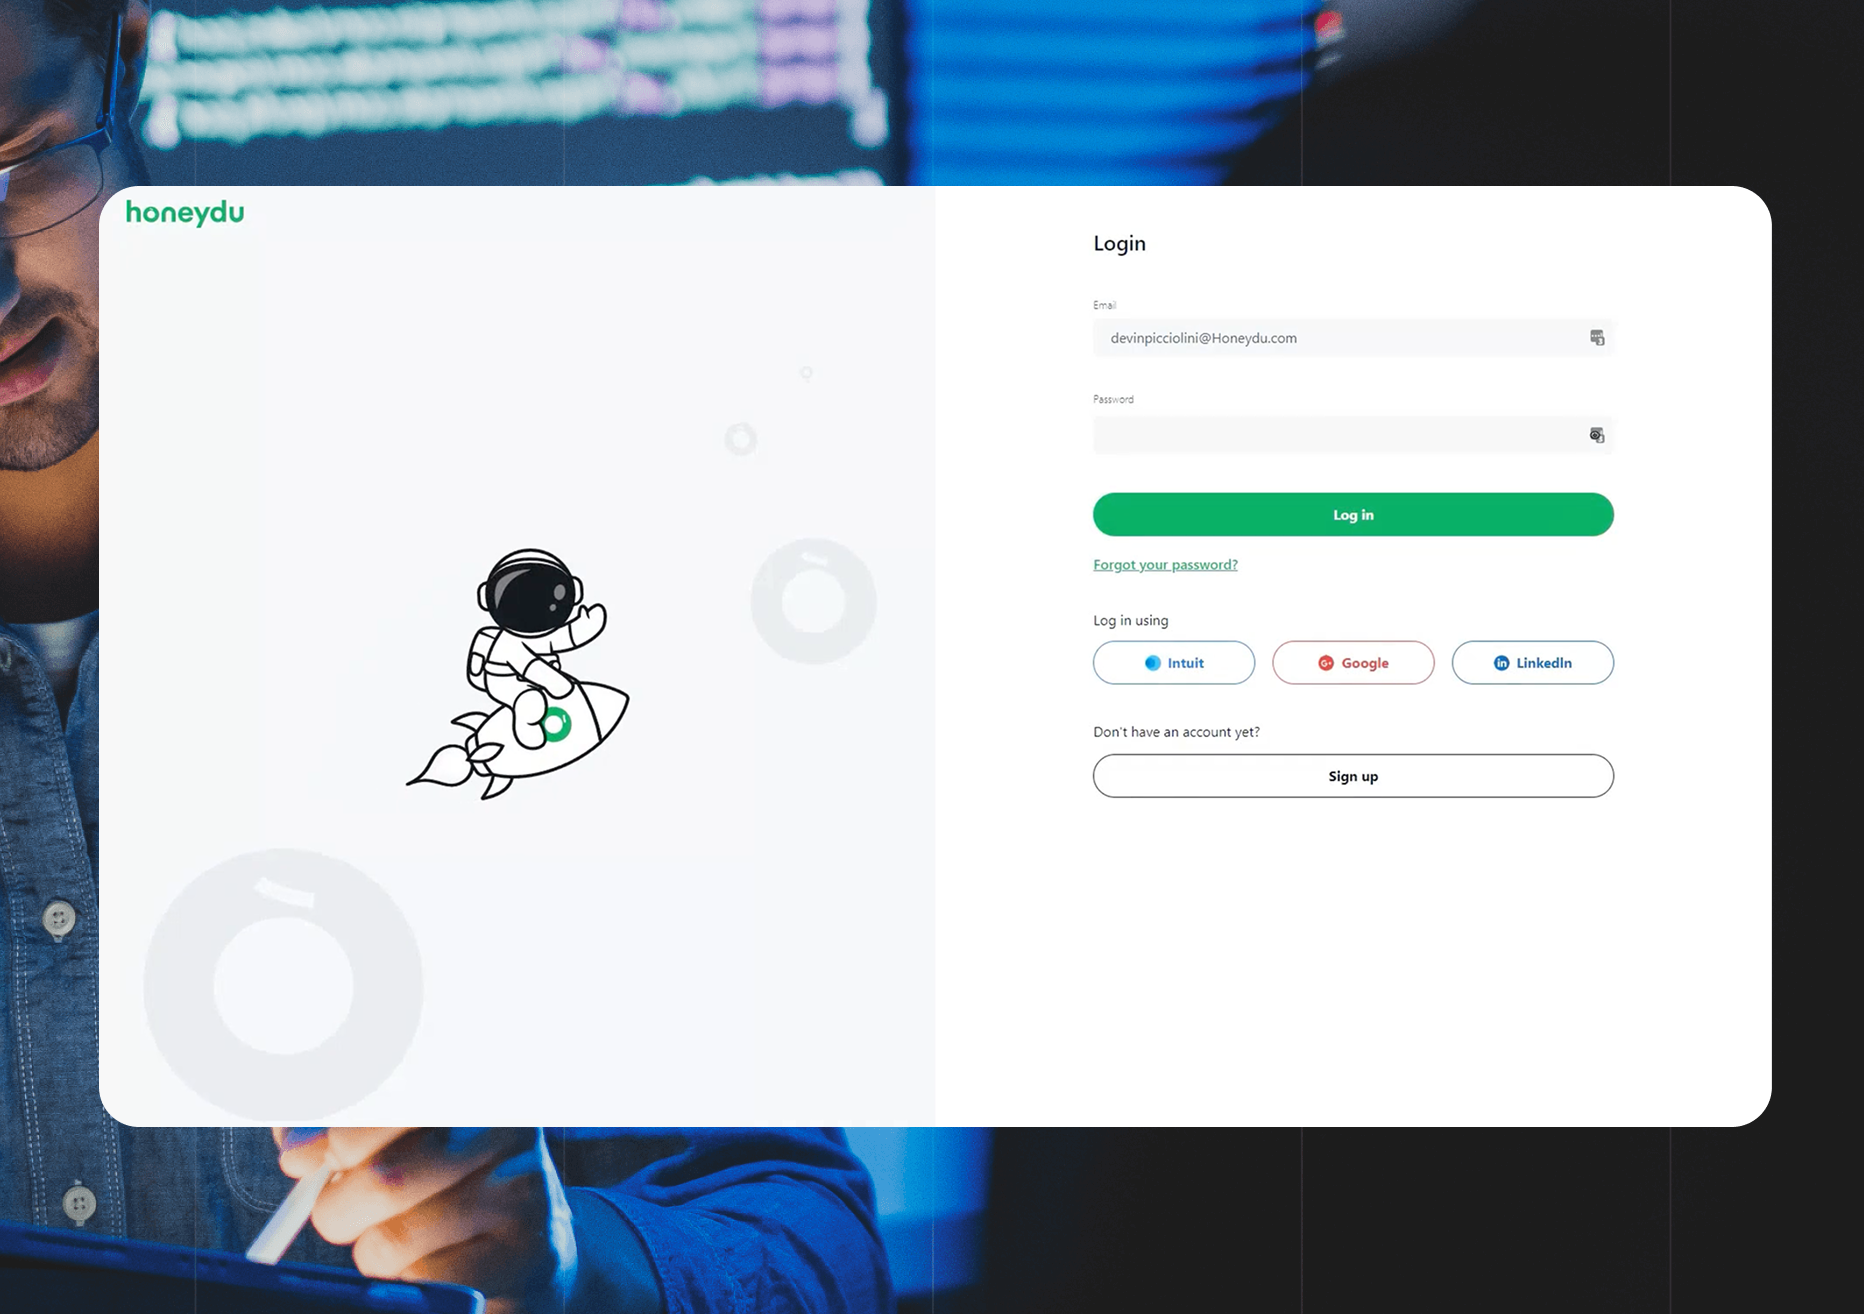 honeydu
Login
Email
devinpicciolini@Honeydu.com
Password
Log in
Forgot your password?
Log in using
Intuit
G+ Google
in LinkedIn
Don't have an account yet?
Sign up